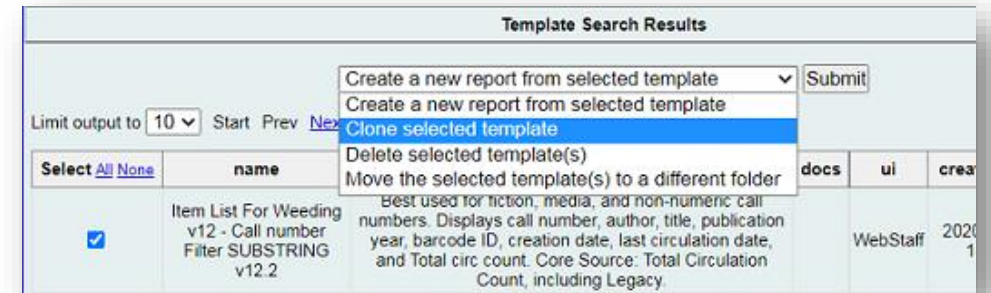 Template Search Results
Create a new report from selected template
Submit
Create a new report from selected template
Limit output to 10 Start Prev
Clone selected template
Delete selected template(s)
Move the selected template(s) to a different folder
Select All None
name
docs
ui
Item List For Weeding
v12 - Call number
Filter SUBSTRING
v12.2
Best used for fiction, media, and non-numeric call
numbers. Displays call number, author, title, publication
year, barcode ID, creation date, last circulation date,
and Total circ count. Core Source: Total Circulation
Count, including Legacy.
WebStaff
2020